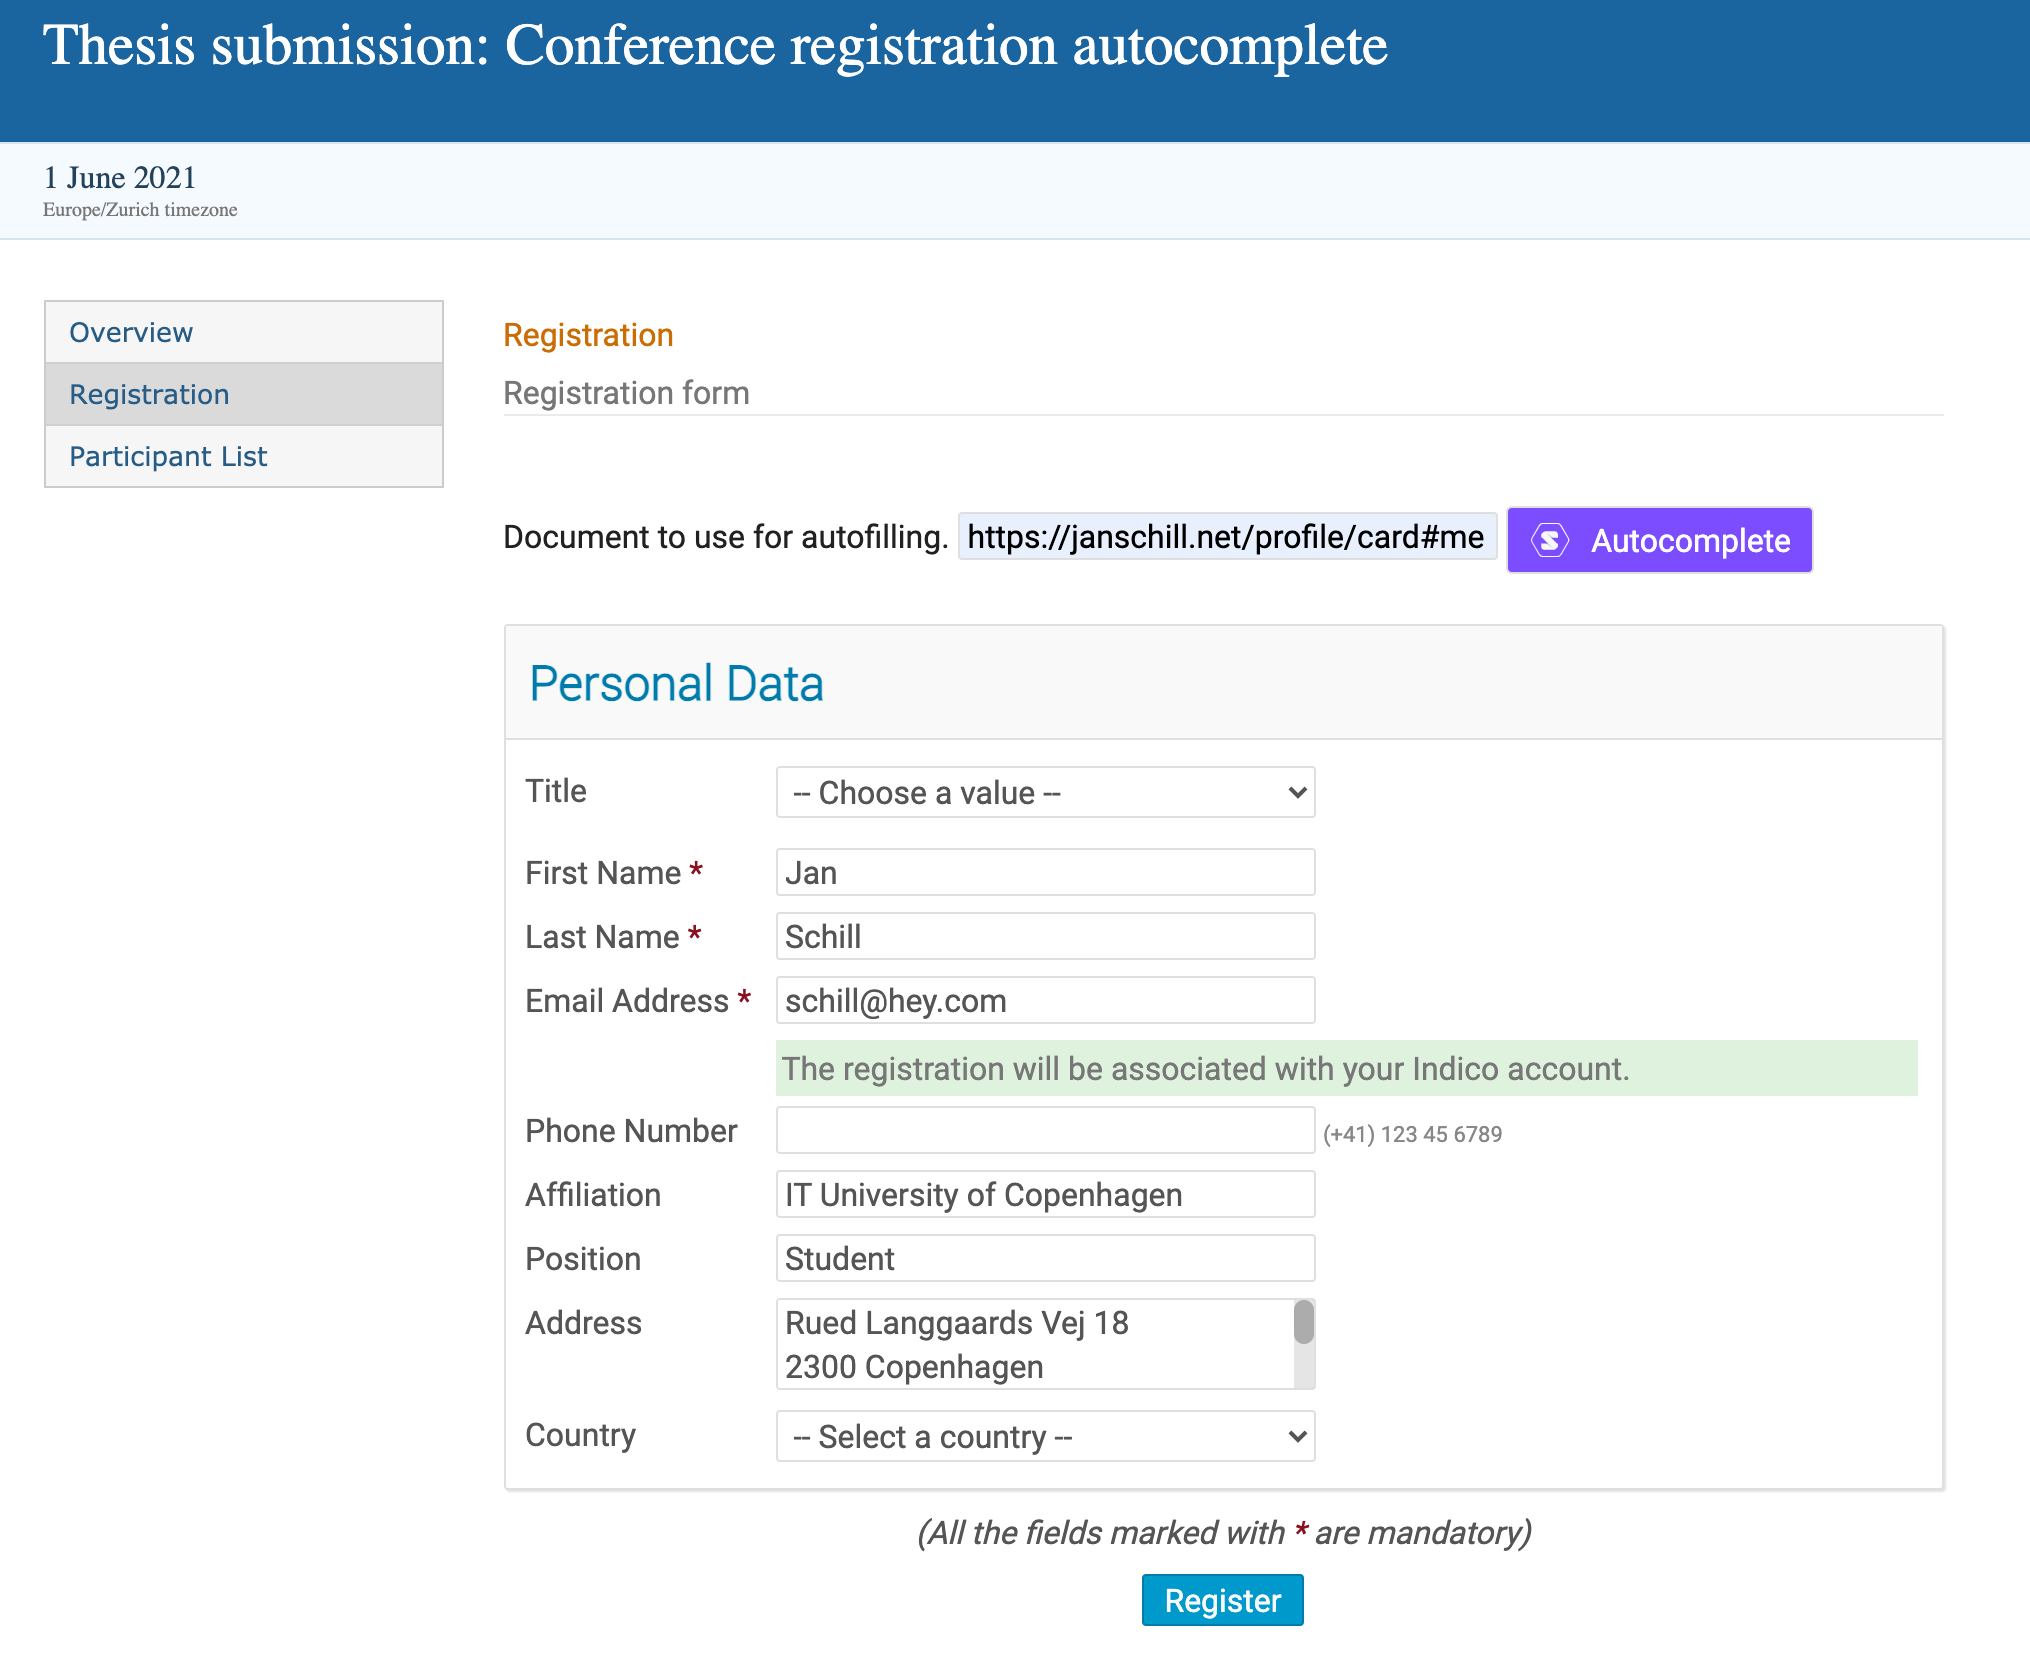 Thesis submission: Conference registration autocomplete
1 June 2021
Europe/Zurich timezone
Overview
Registration
Participant List
Registration
Registration form
Document to use for autofilling. https://janschill.net/profile/card#me Autocomplete
Personal Data
Title -- Choose a value --
First Name * Jan
Last Name * Schill
Email Address * schill@hey.com
The registration will be associated with your Indico account.
Phone Number (+41) 123 45 6789
Affiliation IT University of Copenhagen
Position Student
Address Rued Langgaards Vej 18
2300 Copenhagen
Country -- Select a country --
(All the fields marked with * are mandatory)
Register